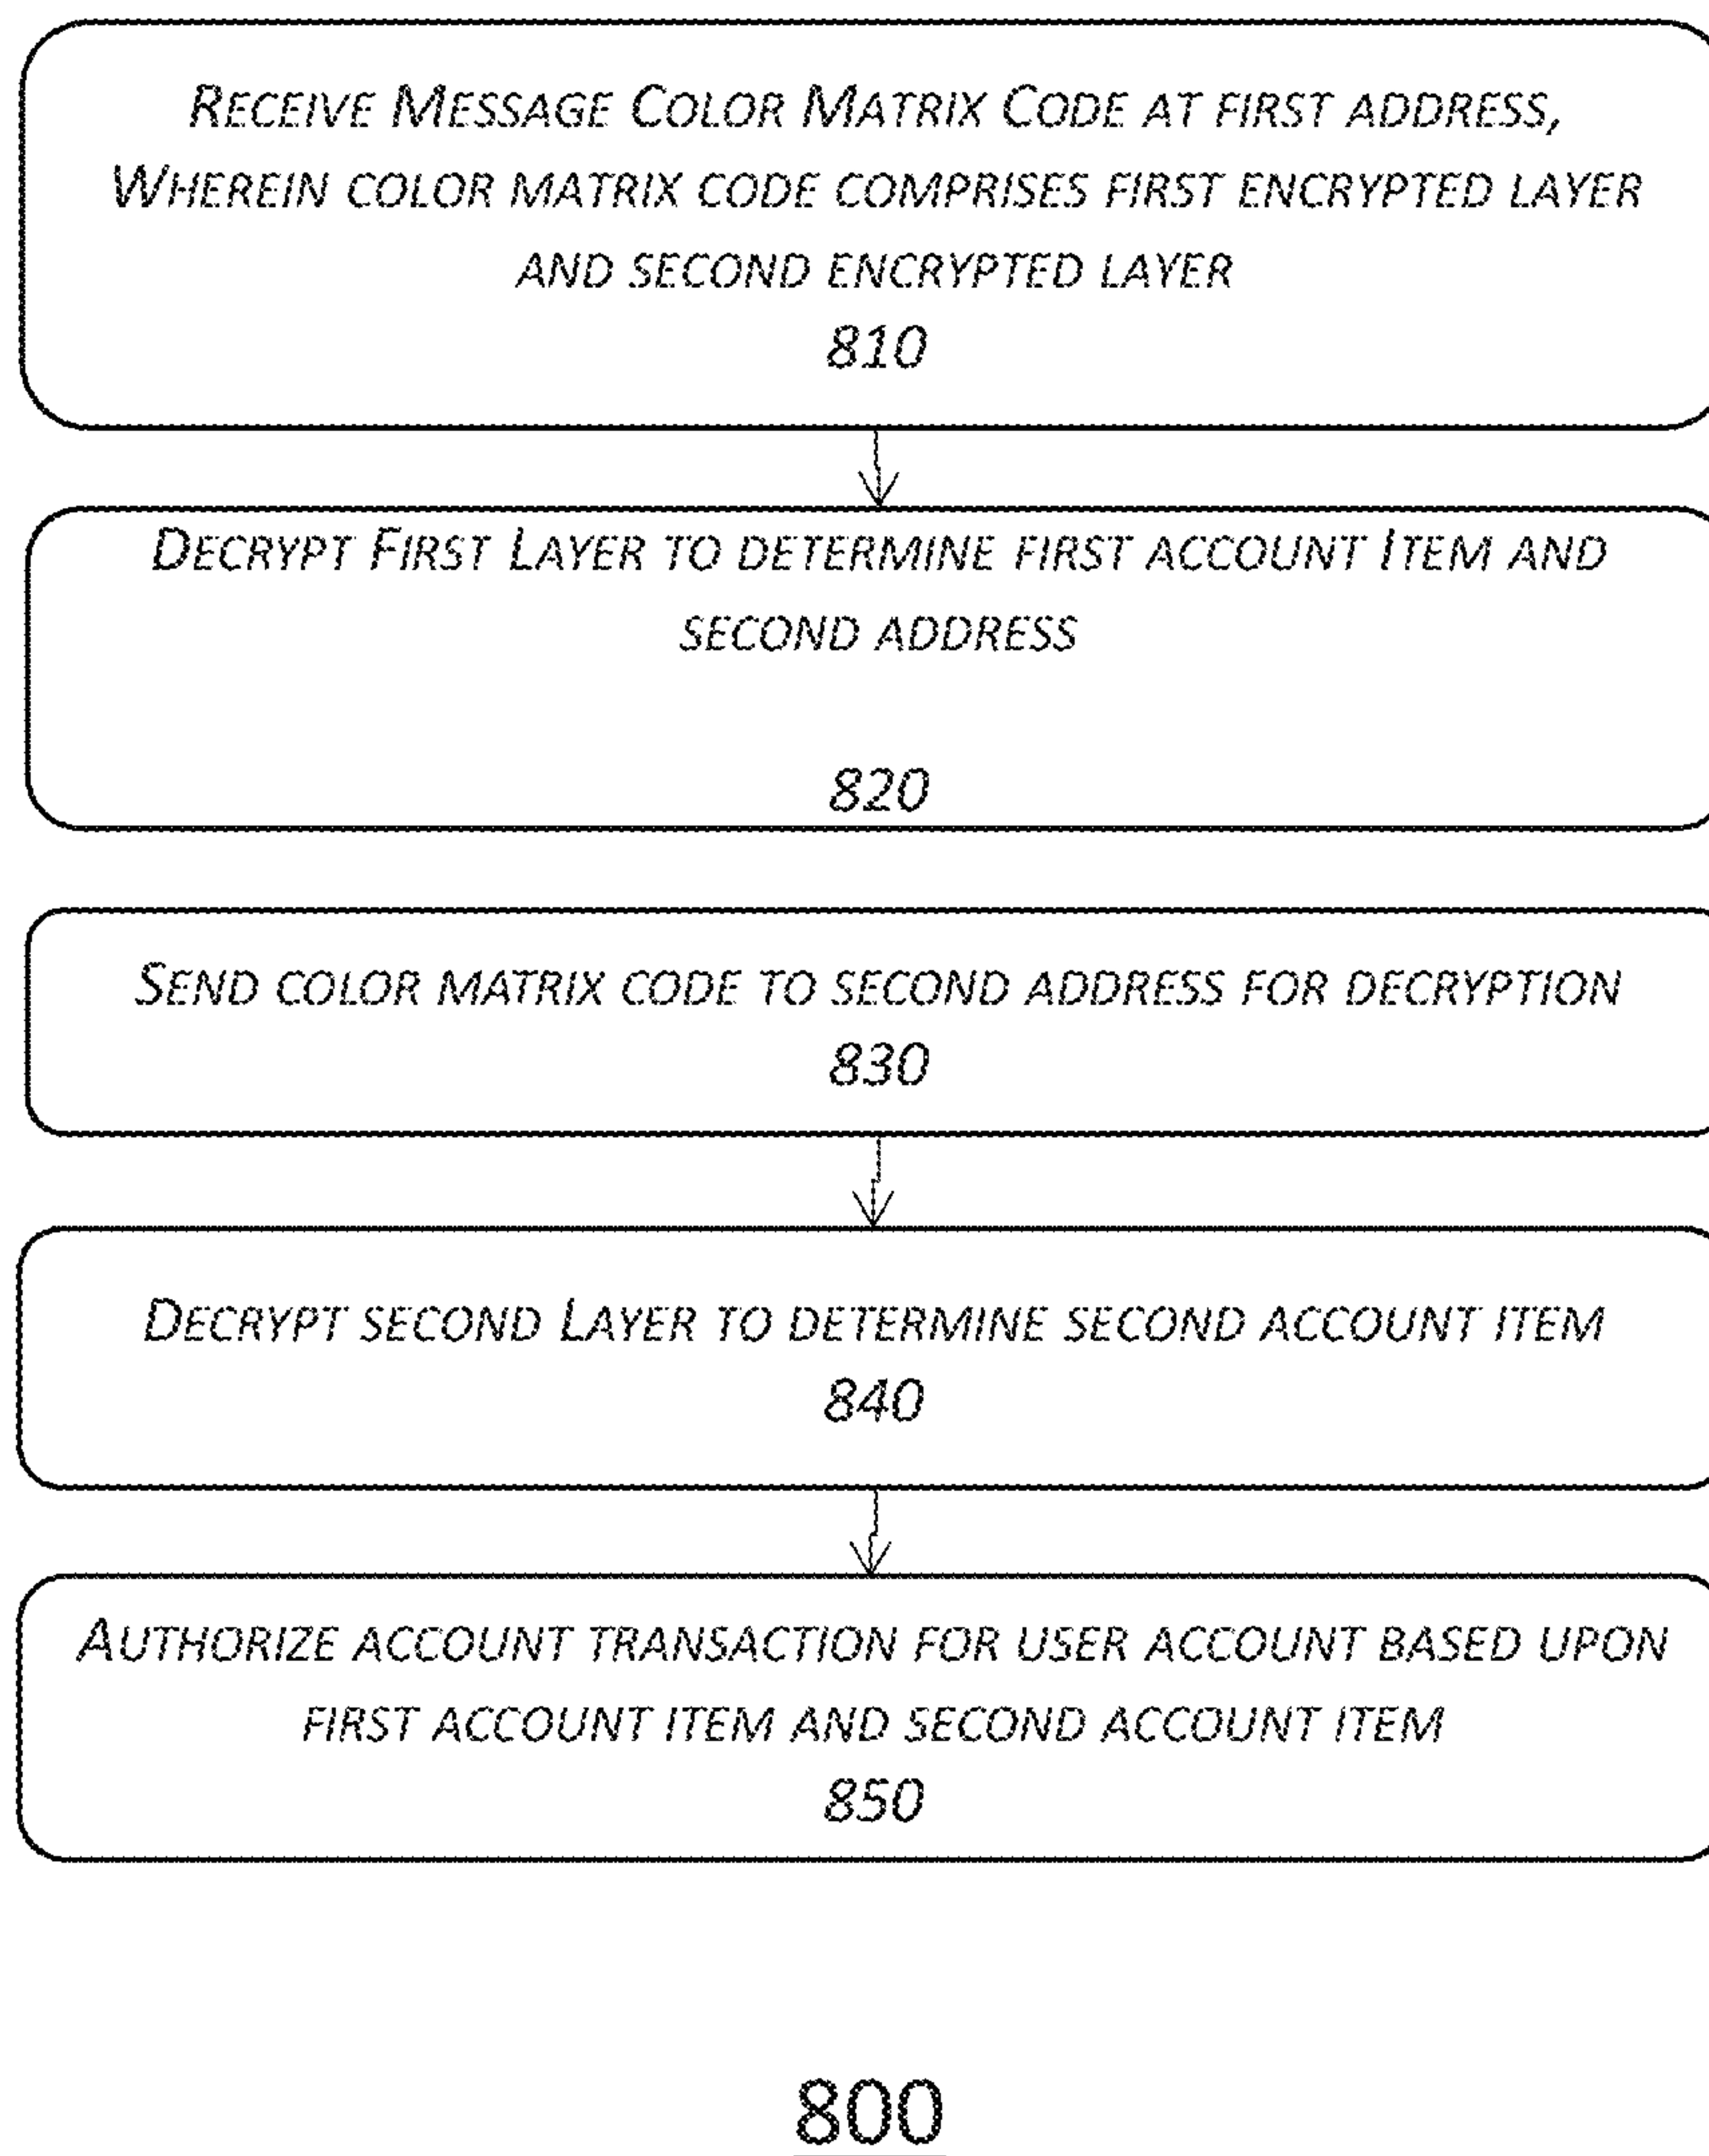 RECEIVE MESSAGE COLOR MATRIX CODE AT FIRST ADDRESS,
WHEREIN COLOR MATRIX CODE COMPRISES FIRST ENCRYPTED LAYER
AND SECOND ENCRYPTED LAYER
810
DECRYPT FIRST LAYER TO DETERMINE FIRST ACCOUNT ITEM AND
SECOND ADDRESS
820
SEND COLOR MATRIX CODE TO SECOND ADDRESS FOR DECRYPTION
830
DECRYPT SECOND LAYER TO DETERMINE SECOND ACCOUNT ITEM
840
AUTHORIZE ACCOUNT TRANSACTION FOR USER ACCOUNT BASED UPON
FIRST ACCOUNT ITEM AND SECOND ACCOUNT ITEM
850
800